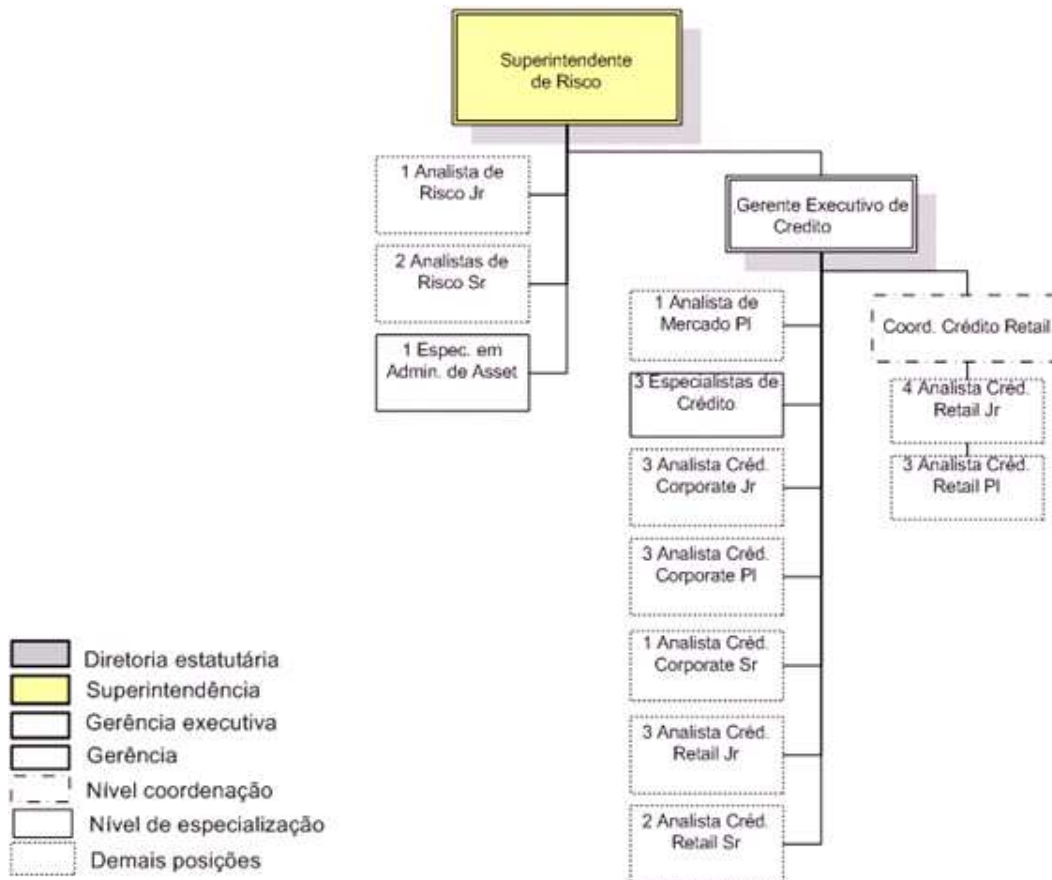 Superintendente
de Risco
1 Analista de
Risco Jr
2 Analistas de
Risco Sr
1 Espec. em
Admin. de Asset
Gerente Executivo de
Credito
1 Analista de
Mercado Pl
3 Especialistas de
Crédito
3 Analista Créd.
Corporate Jr
3 Analista Créd.
Corporate Pl
1 Analista Créd.
Corporate Sr
3 Analista Créd.
Retail Jr
2 Analista Créd.
Retail Sr
Coord. Crédito Retail
4 Analista Créd.
Retail Jr
3 Analista Créd.
Retail Pl
Diretoria estatutária
Superintendência
Gerência executiva
Gerência
Nível coordenação
Nível de especialização
Demais posições